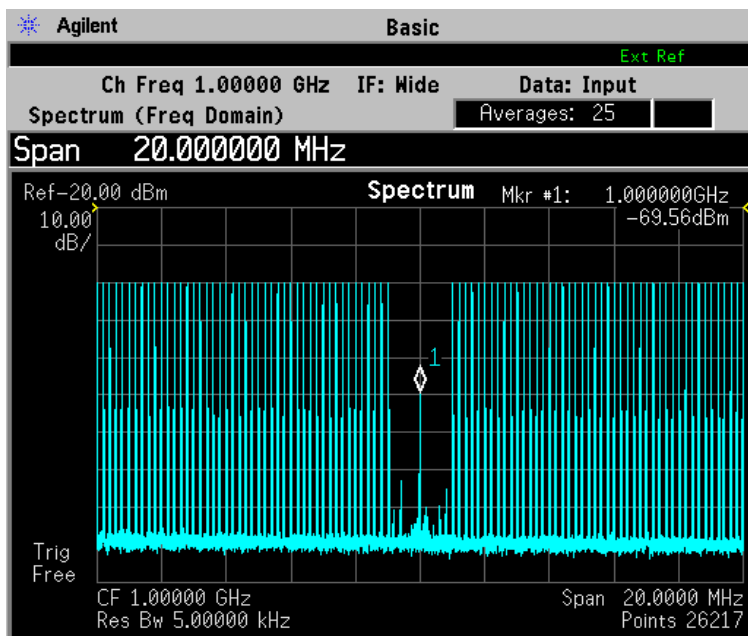 Agilent Basic
Ext Ref
Ch Freq 1.00000 GHz IF: Wide Data: Input
Spectrum (Freq Domain) Averages: 25
Span 20.000000 MHz
Ref-20.00 dBm Spectrum Mkr #1: 1.000000GHz
10.00 -69.56dBm
dB/
1
Trig
Free
CF 1.00000 GHz Span 20.0000 MHz
Res Bw 5.00000 kHz Points 26217